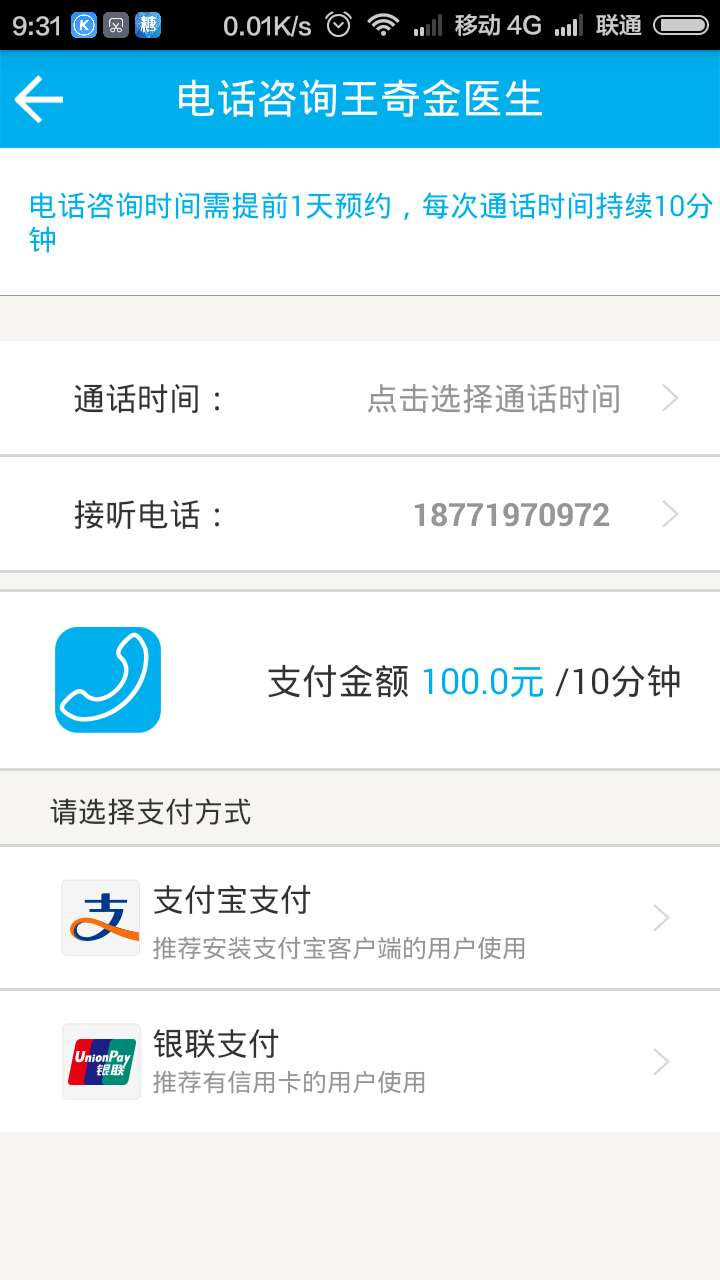 9:31 K 糖 0.01K/s 移动 4G 联通
电话咨询王奇金医生
电话咨询时间需提前1天预约，每次通话时间持续10分
钟
通话时间： 点击选择通话时间
接听电话： 18771970972
支付金额 100.0元 /10分钟
请选择支付方式
支 支付宝支付
推荐安装支付宝客户端的用户使用
UnionPay 银联 银联支付
推荐有信用卡的用户使用